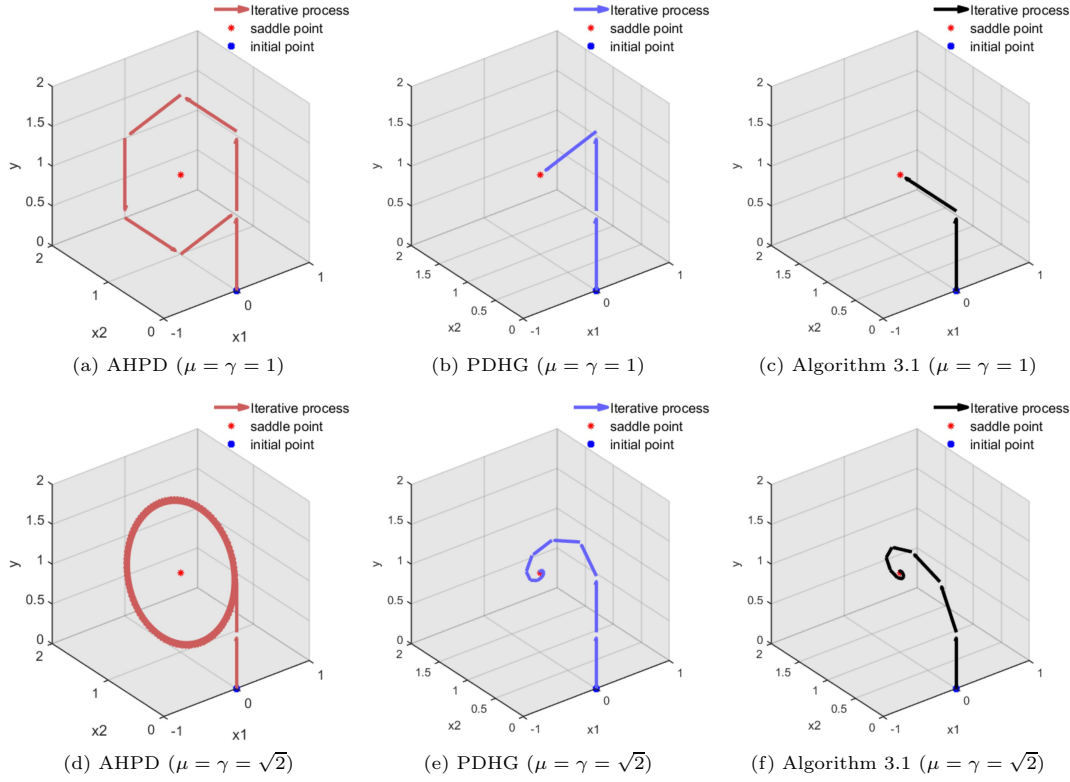 Iterative process
saddle point
initial point
2
1.5
1
0.5
0
2
1
0
-1
0
1
y
x2
x1
(a) AHPD (μ = γ = 1)
Iterative process
saddle point
initial point
2
1.5
1
0.5
0
2
1.5
1
0.5
0
-1
0
1
y
x2
x1
(b) PDHG (μ = γ = 1)
Iterative process
saddle point
initial point
2
1.5
1
0.5
0
2
1.5
1
0.5
0
-1
0
1
y
x2
x1
(c) Algorithm 3.1 (μ = γ = 1)
Iterative process
saddle point
initial point
2
1.5
1
0.5
0
2
1
0
-1
0
1
y
x2
x1
(d) AHPD (μ = γ = √2)
Iterative process
saddle point
initial point
2
1.5
1
0.5
0
2
1.5
1
0.5
0
-1
0
1
y
x2
x1
(e) PDHG (μ = γ = √2)
Iterative process
saddle point
initial point
2
1.5
1
0.5
0
2
1.5
1
0.5
0
-1
0
1
y
x2
x1
(f) Algorithm 3.1 (μ = γ = √2)